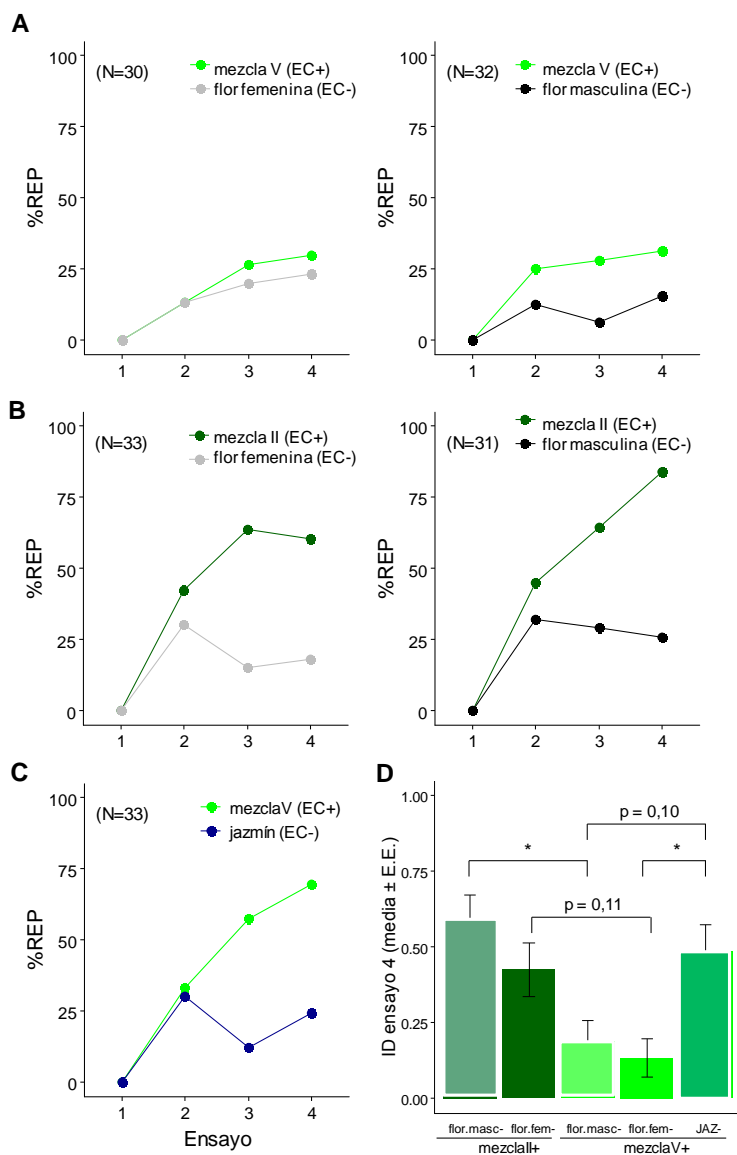 A
100
75
50
25
0
%REP
(N=30)
mezcla V (EC+)
flor femenina (EC-)
1 2 3 4
100
75
50
25
0
%REP
(N=32)
mezcla V (EC+)
flor masculina (EC-)
1 2 3 4
B
100
75
50
25
0
%REP
(N=33)
mezcla II (EC+)
flor femenina (EC-)
1 2 3 4
100
75
50
25
0
%REP
(N=31)
mezcla II (EC+)
flor masculina (EC-)
1 2 3 4
C
100
75
50
25
0
%REP
(N=33)
mezclaV (EC+)
jazmín (EC-)
1 2 3 4
Ensayo
D
1.00
0.75
0.50
0.25
0.00
ID ensayo 4 (media ± E.E.)
p = 0,10
* *
p = 0,11
flor.masc- flor.fem- flor.masc- flor.fem- JAZ-
mezclaII+ mezclaV+